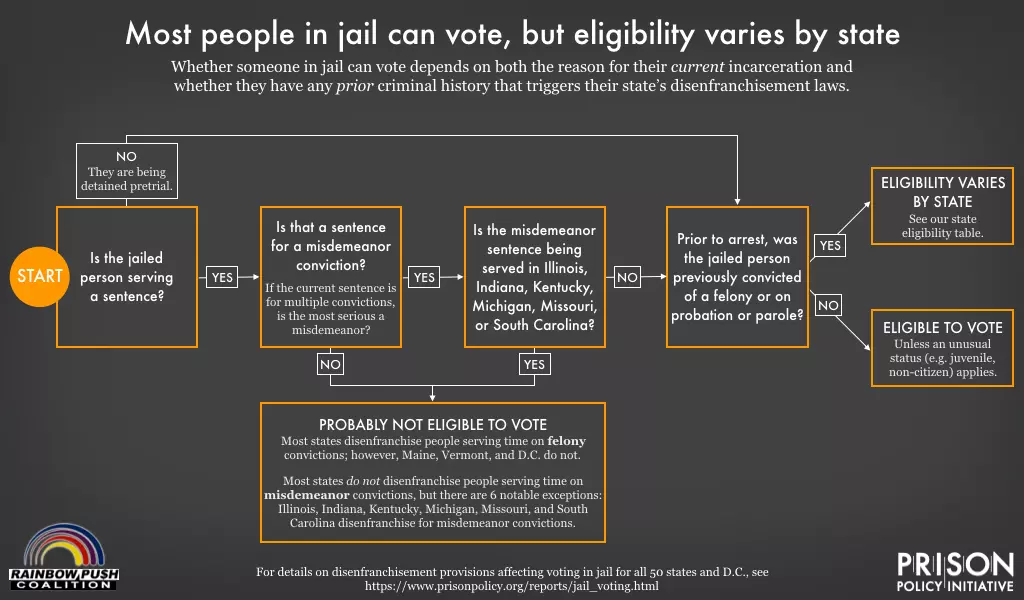 Most people in jail can vote, but eligibility varies by state
Whether someone in jail can vote depends on both the reason for their current incarceration and
whether they have any prior criminal history that triggers their state's disenfranchisement laws.
NO
They are being
detained pretrial.
START
Is the jailed
person serving
a sentence?
YES
Is that a sentence
for a misdemeanor
conviction?
If the current sentence is
for multiple convictions,
is the most serious a
misdemeanor?
YES
Is the misdemeanor
sentence being
served in Illinois,
Indiana, Kentucky,
Michigan, Missouri,
or South Carolina?
NO
Prior to arrest, was
the jailed person
previously convicted
of a felony or on
probation or parole?
YES
ELIGIBILITY VARIES
BY STATE
See our state
eligibility table.
NO
ELIGIBLE TO VOTE
Unless an unusual
status (e.g. juvenile,
non-citizen) applies.
NO
YES
PROBABLY NOT ELIGIBLE TO VOTE
Most states disenfranchise people serving time on felony
convictions; however, Maine, Vermont, and D.C. do not.
Most states do not disenfranchise people serving time on
misdemeanor convictions, but there are 6 notable exceptions:
Illinois, Indiana, Kentucky, Michigan, Missouri, and South
Carolina disenfranchise for misdemeanor convictions.
RAINBOW PUSH
COALITION
For details on disenfranchisement provisions affecting voting in jail for all 50 states and D.C., see
https://www.prisonpolicy.org/reports/jail_voting.html
PRISON
POLICY INITIATIVE